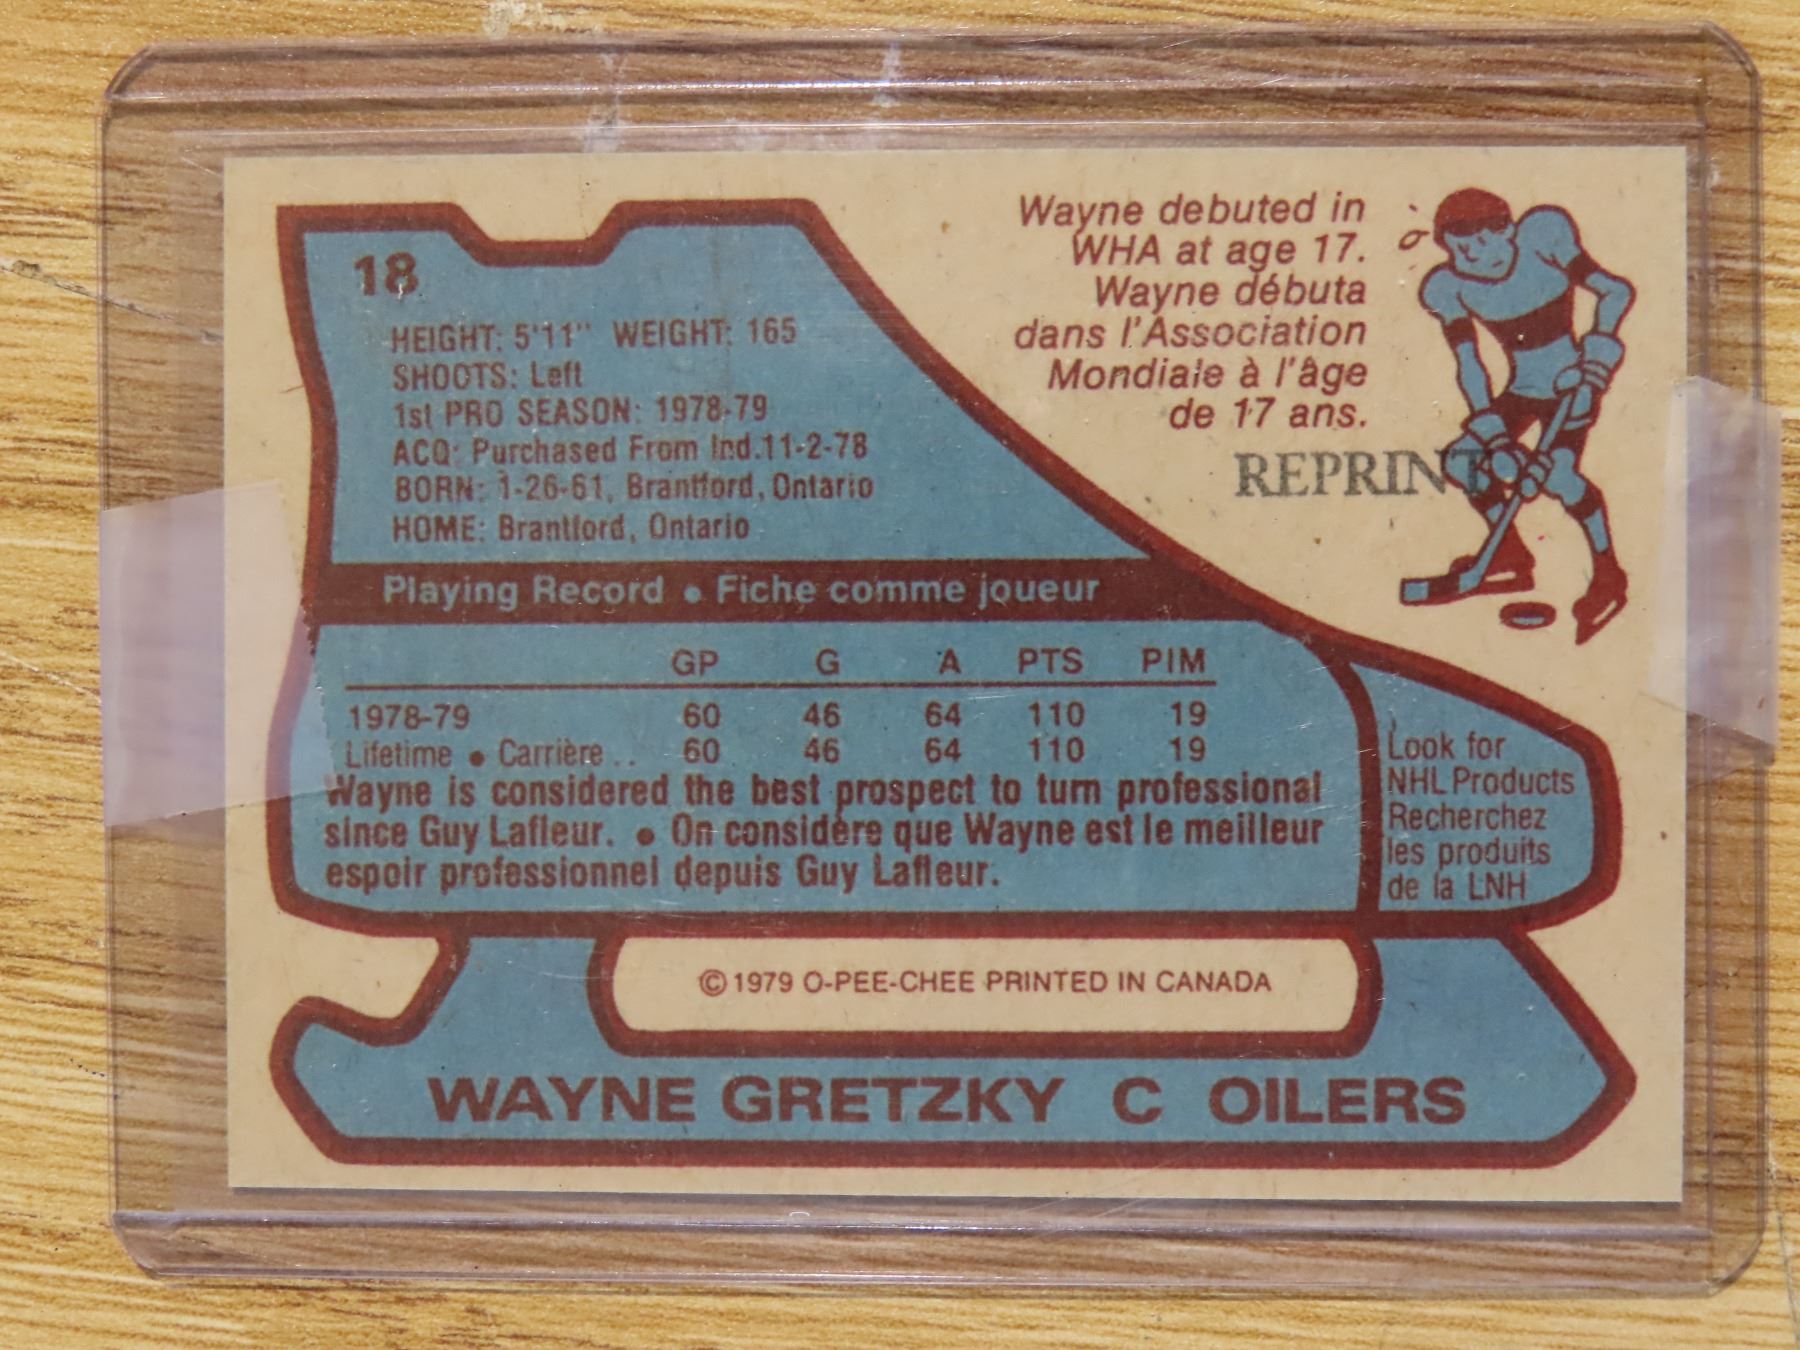 18
HEIGHT: 5'11" WEIGHT: 165
SHOOTS: Left
1st PRO SEASON: 1978-79
ACQ: Purchased From Ind.11-2-78
BORN: 1-26-61, Brantford, Ontario
HOME: Brantford, Ontario
Wayne debuted in
WHA at age 17.
Wayne débuta
dans l'Association
Mondiale à l'âge
de 17 ans.
REPRINT
Playing Record • Fiche comme joueur
GP G A PTS PIM
1978-79 60 46 64 110 19
Lifetime • Carrière .. 60 46 64 110 19
Wayne is considered the best prospect to turn professional
since Guy Lafleur. • On considère que Wayne est le meilleur
espoir professionnel depuis Guy Lafleur.
Look for
NHL Products
Recherchez
les produits
de la LNH
© 1979 O-PEE-CHEE PRINTED IN CANADA
WAYNE GRETZKY C OILERS